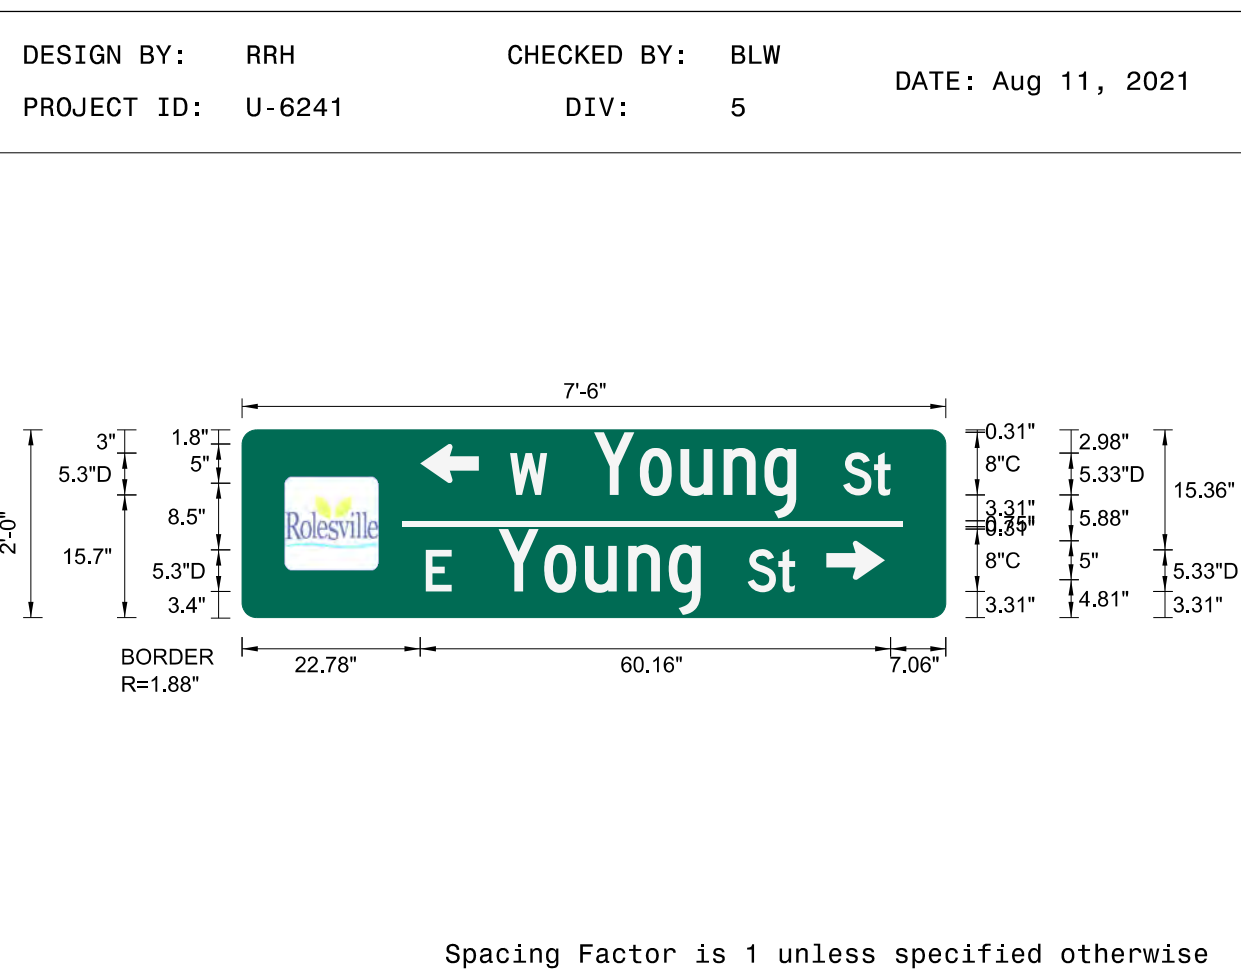 DESIGN BY: RRH CHECKED BY: BLW
DATE: Aug 11, 2021
PROJECT ID: U-6241 DIV: 5
7'-6"
2'-0"
3"
5.3"D
15.7"
1.8"
5"
8.5"
5.3"D
3.4"
W Young St
Rolesville
E Young St
0.31"
8"C
3.31"
0.75"
0.31"
8"C
3.31"
2.98"
5.33"D
5.88"
5"
4.81"
15.36"
5.33"D
3.31"
BORDER
R=1.88"
22.78" 60.16" 7.06"
Spacing Factor is 1 unless specified otherwise